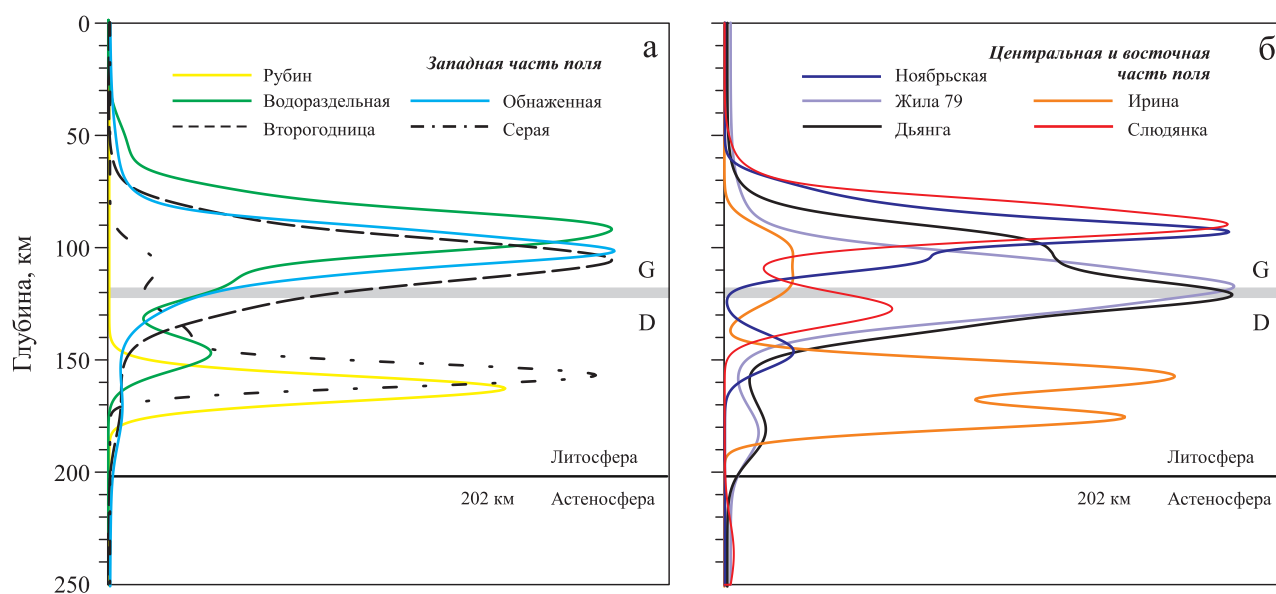 Глубина, км
0
50
100
150
200
250
а
Западная часть поля
Рубин
Водораздельная
Обнаженная
Второгодница
Серая
G
D
Литосфера
202 км
Астеносфера
б
Центральная и восточная
часть поля
Ноябрьская
Жила 79
Ирина
Дьянга
Слюдянка
G
D
Литосфера
202 км
Астеносфера